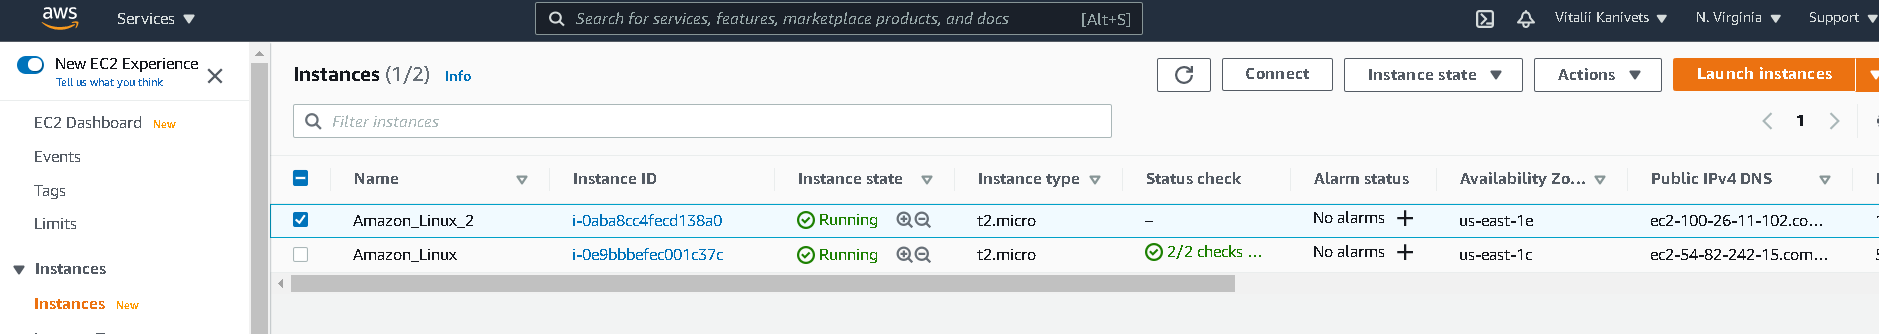 aws Services Search for services, features, marketplace products, and docs [Alt+S] Vitalii Kanivets N. Virginia Support
New EC2 Experience
Tell us what you think
EC2 Dashboard New
Events
Tags
Limits
Instances
Instances New
Instances (1/2) Info Connect Instance state Actions Launch instances
Filter instances
1
Name Instance ID Instance state Instance type Status check Alarm status Availability Zo... Public IPv4 DNS
Amazon_Linux_2 i-0aba8cc4fecd138a0 Running t2.micro – No alarms + us-east-1e ec2-100-26-11-102.co...
Amazon_Linux i-0e9bbbefec001c37c Running t2.micro 2/2 checks ... No alarms + us-east-1c ec2-54-82-242-15.com...